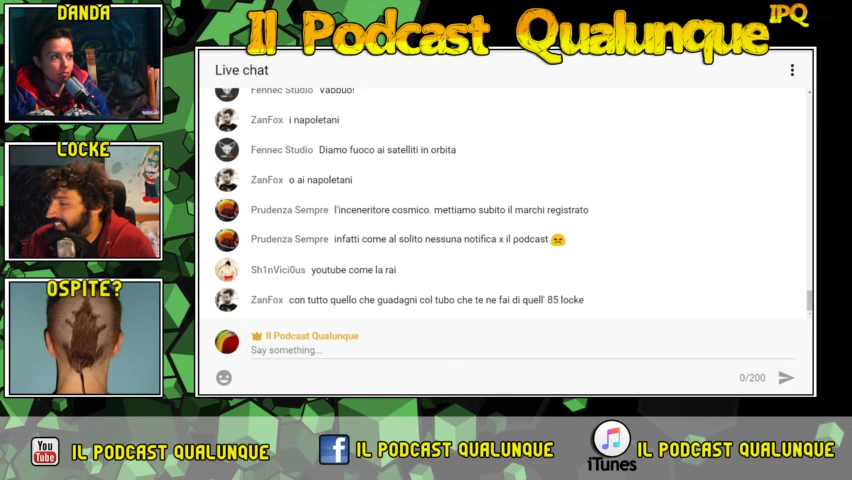 DANDA
Il Podcast Qualunque IPQ
Live chat
Fennec Studio Vabbuo!
ZanFox i napoletani
Fennec Studio Diamo fuoco ai satelliti in orbita
ZanFox o ai napoletani
Prudenza Sempre l'inceneritore cosmico. mettiamo subito il marchi registrato
Prudenza Sempre infatti come al solito nessuna notifica x il podcast
Sh1nVici0us youtube come la rai
ZanFox con tutto quello che guadagni col tubo che te ne fai di quell' 85 locke
Il Podcast Qualunque
Say something...
0/200
LOCKE
OSPITE?
You Tube IL PODCAST QUALUNQUE
f IL PODCAST QUALUNQUE
iTunes IL PODCAST QUALUNQUE